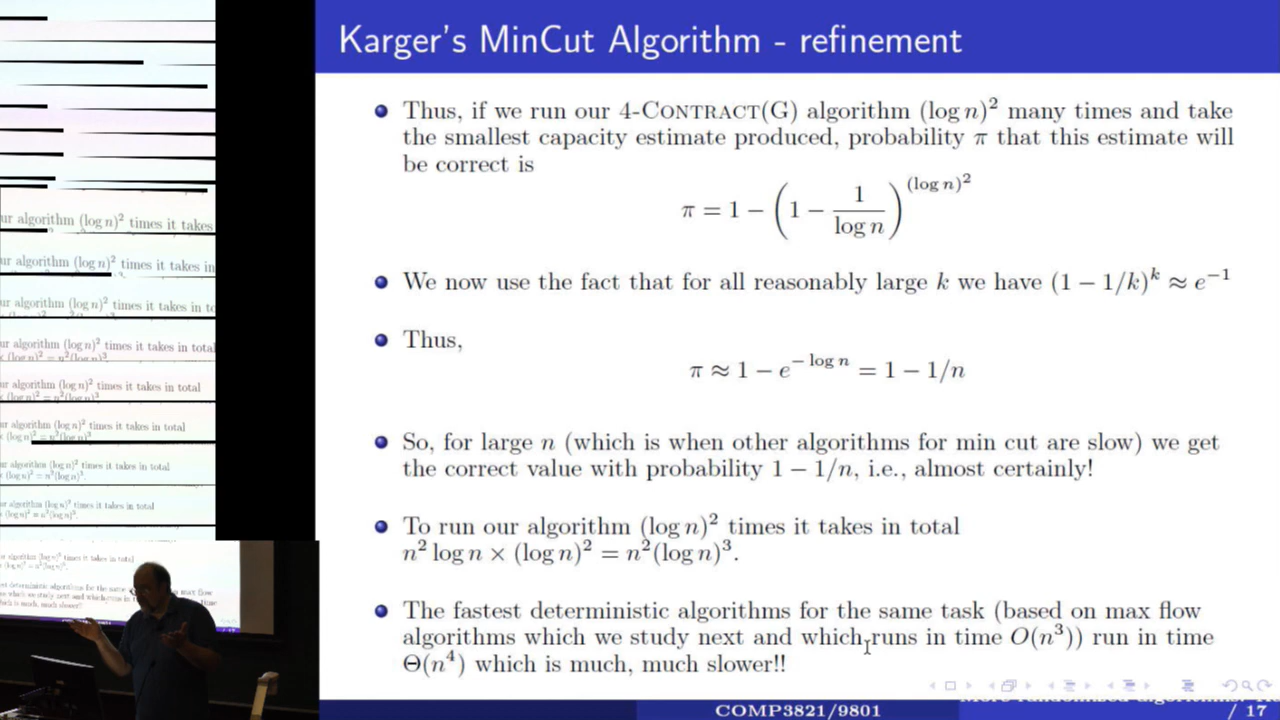 Karger's MinCut Algorithm - refinement
Thus, if we run our 4-CONTRACT(G) algorithm (log n)² many times and take
the smallest capacity estimate produced, probability π that this estimate will
be correct is
π = 1 − (1 − 1/log n)^(log n)²
We now use the fact that for all reasonably large k we have (1 − 1/k)^k ≈ e^−1
Thus,
π ≈ 1 − e^− log n = 1 − 1/n
So, for large n (which is when other algorithms for min cut are slow) we get
the correct value with probability 1 − 1/n, i.e., almost certainly!
To run our algorithm (log n)² times it takes in total
n² log n × (log n)² = n²(log n)³.
The fastest deterministic algorithms for the same task (based on max flow
algorithms which we study next and which runs in time O(n³)) run in time
Θ(n⁴) which is much, much slower!!
COMP3821/9801
/ 17
ur algorithm (log n)² times it takes
ur algorithm (log n)² times it takes in
ur algorithm (log n)² times it takes in to
ur algorithm (log n)² times it takes in total
ur algorithm (log n)² times it takes in total
ur algorithm (log n)² times it takes in total
ur algorithm (log n)² times it takes in total
ur algorithm (log n)² times it takes in total